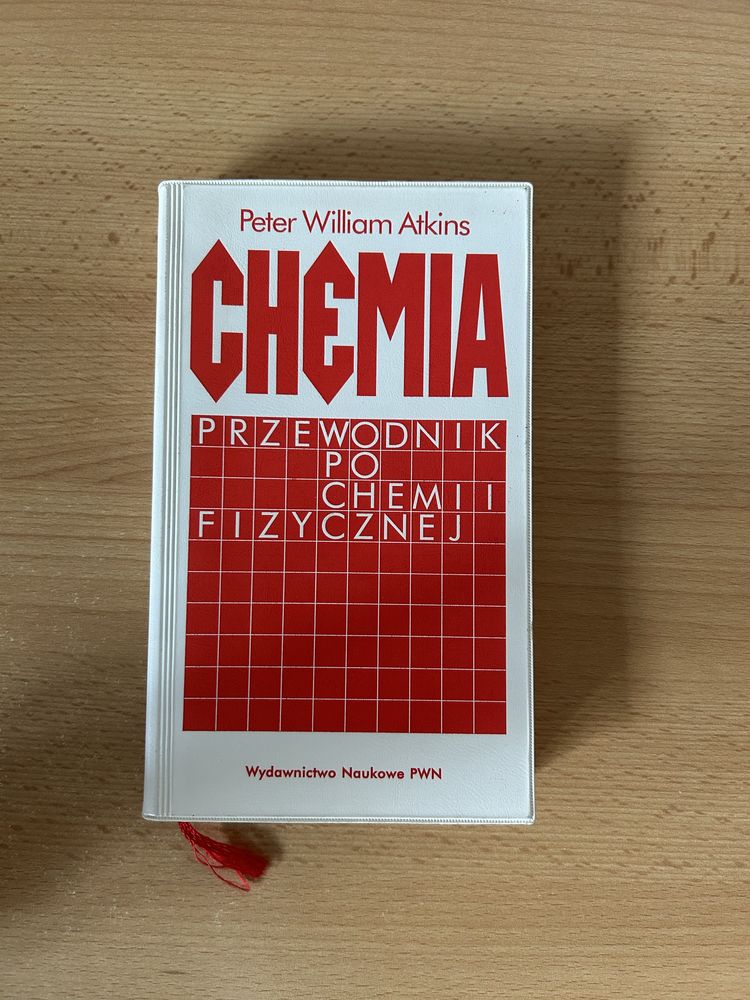 Peter William Atkins
CHEMIA
PRZEWODNIK
PO
CHEMII
FIZYCZNEJ
Wydawnictwo Naukowe PWN